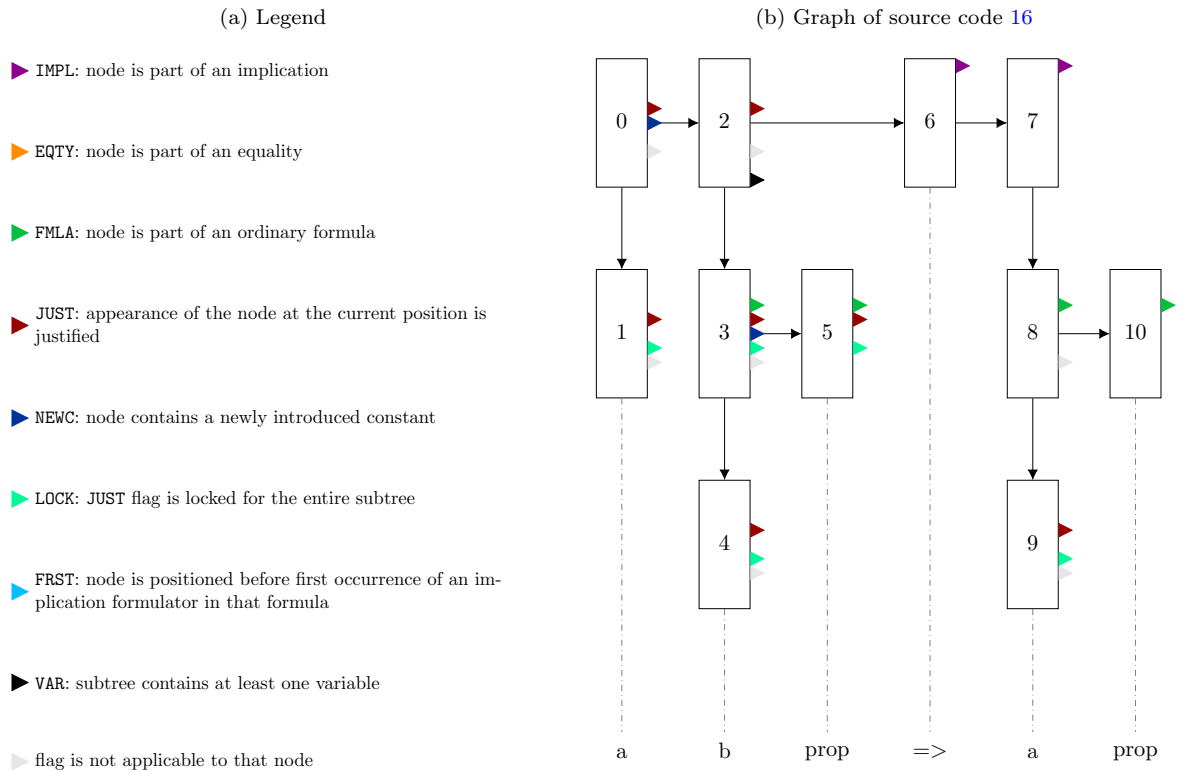 (a) Legend
IMPL: node is part of an implication
EQTY: node is part of an equality
FMLA: node is part of an ordinary formula
JUST: appearance of the node at the current position is
justified
NEWC: node contains a newly introduced constant
LOCK: JUST flag is locked for the entire subtree
FRST: node is positioned before first occurrence of an im-
plication formulator in that formula
VAR: subtree contains at least one variable
flag is not applicable to that node
(b) Graph of source code 16
0 2 6 7
1 3 5 8 10
4 9
a b prop => a prop